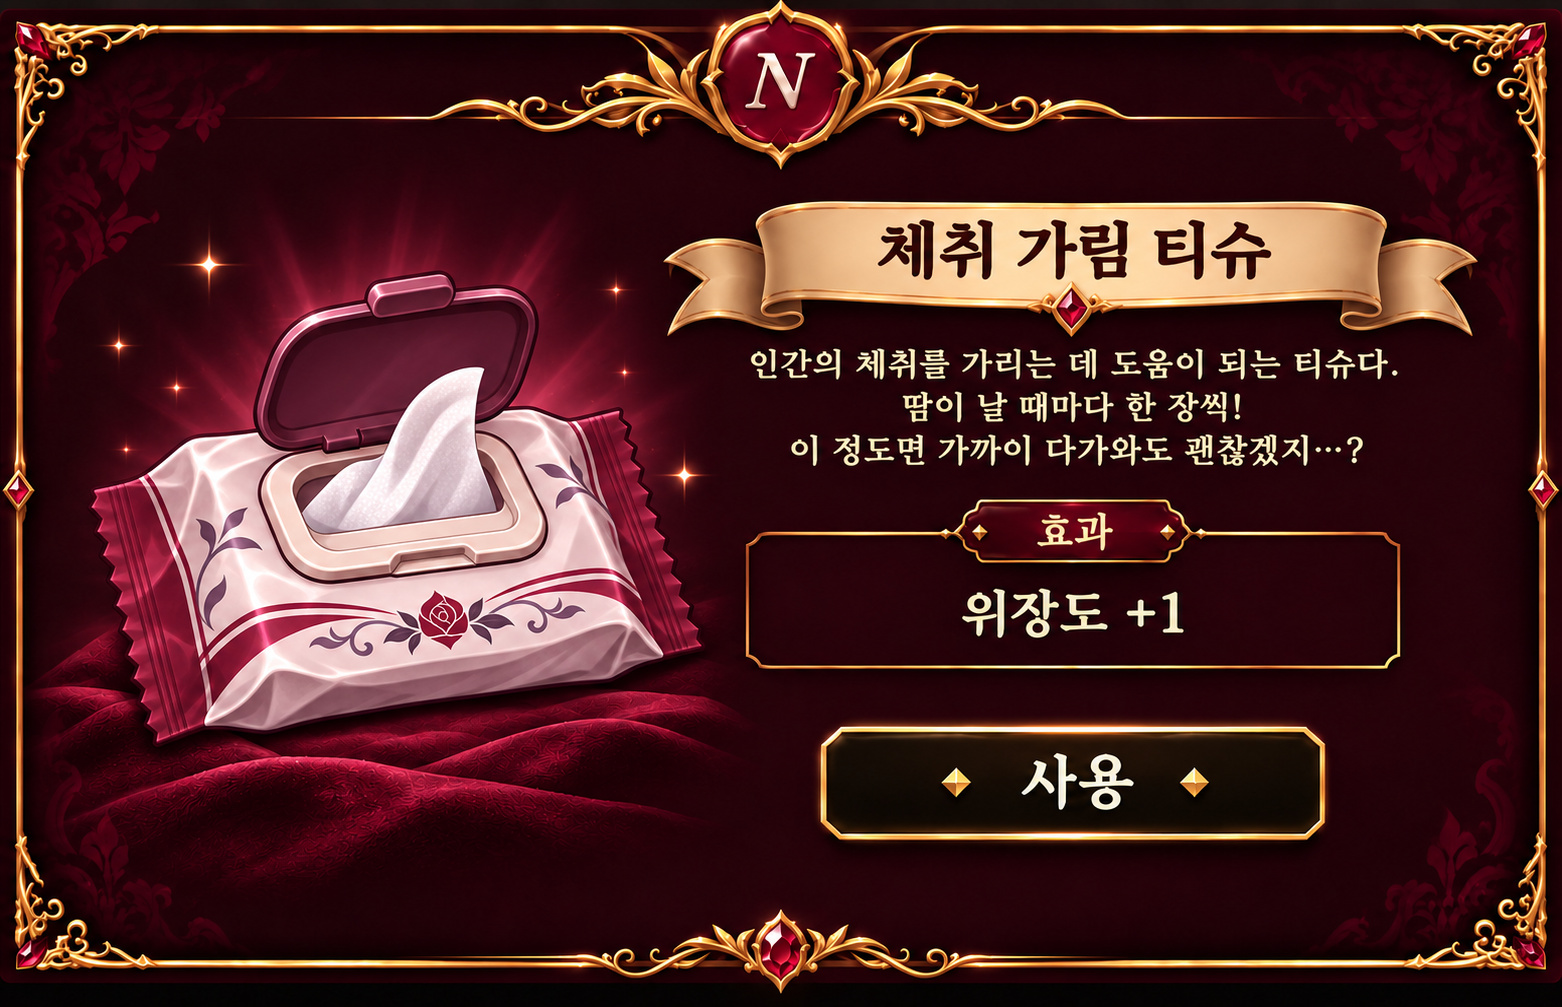 N
체취 가림 티슈
인간의 체취를 가리는 데 도움이 되는 티슈다.
땀이 날 때마다 한 장씩!
이 정도면 가까이 다가와도 괜찮겠지…?
효과
위장도 +1
사용